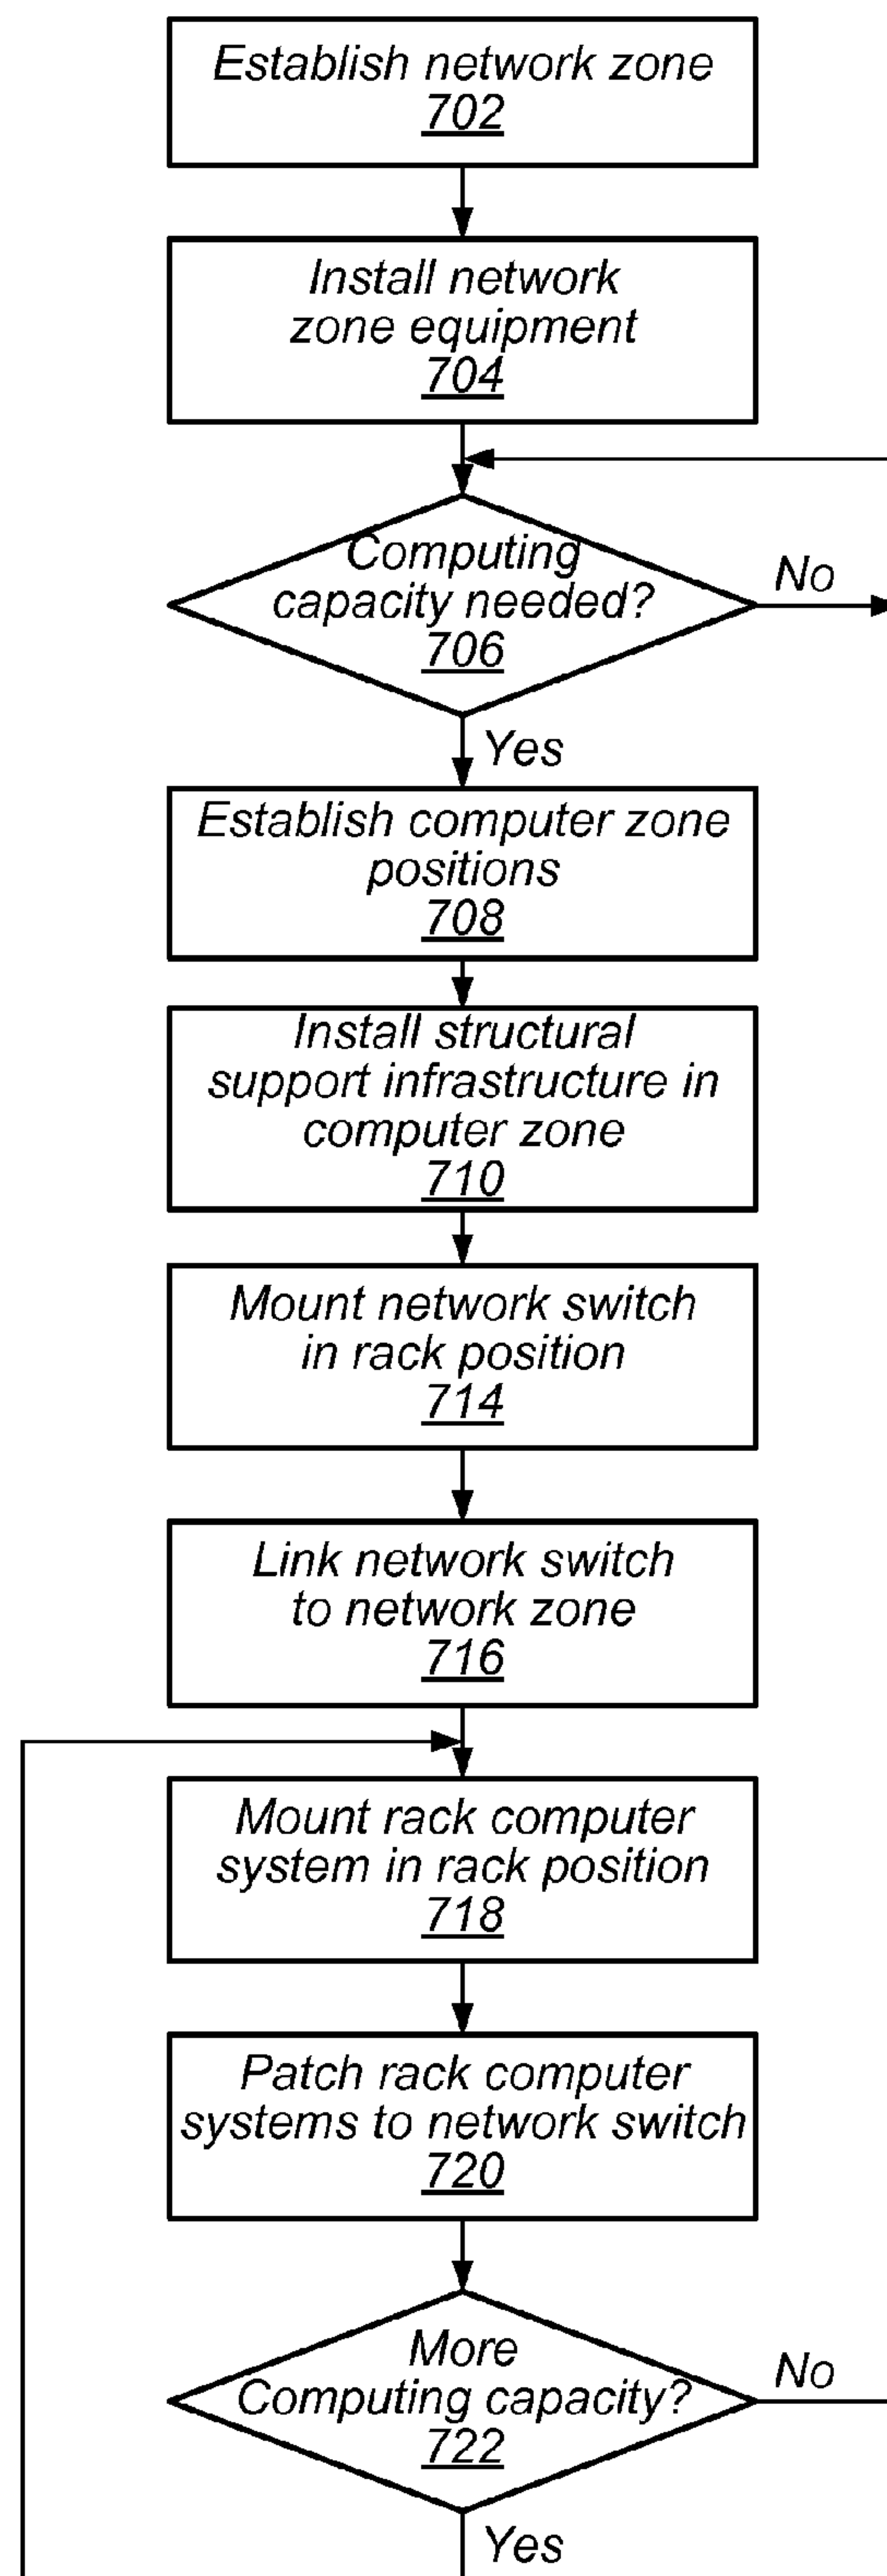 Establish network zone
702
Install network
zone equipment
704
Computing
capacity needed?
706
No
Yes
Establish computer zone
positions
708
Install structural
support infrastructure in
computer zone
710
Mount network switch
in rack position
714
Link network switch
to network zone
716
Mount rack computer
system in rack position
718
Patch rack computer
systems to network switch
720
More
Computing capacity?
722
No
Yes